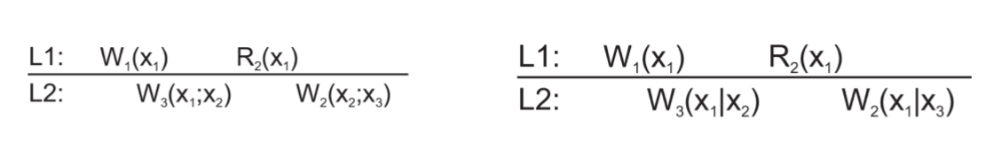 L1: W₁(x₁) R₂(x₁)
L2: W₃(x₁;x₂) W₂(x₂;x₃)
L1: W₁(x₁) R₂(x₁)
L2: W₃(x₁|x₂) W₂(x₁|x₃)